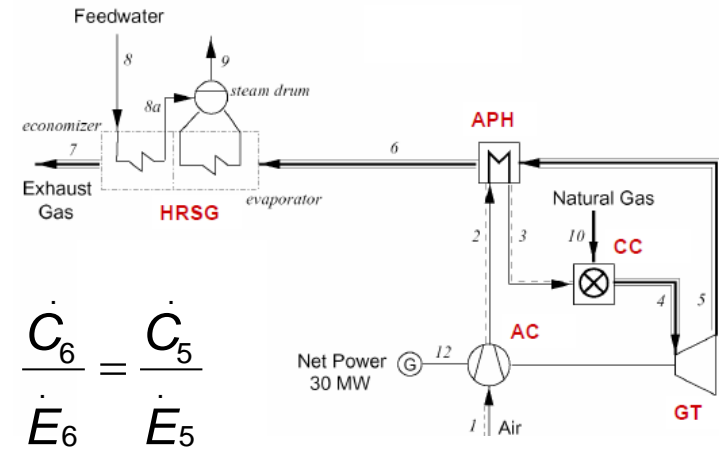 Feedwater
8
9
8a
steam drum
economizer
7
Exhaust
Gas
HRSG
evaporator
6
APH
Natural Gas
2
3
10
CC
4
5
AC
Net Power
30 MW
G
12
GT
1
Air
Ċ₆ / Ė₆ = Ċ₅ / Ė₅